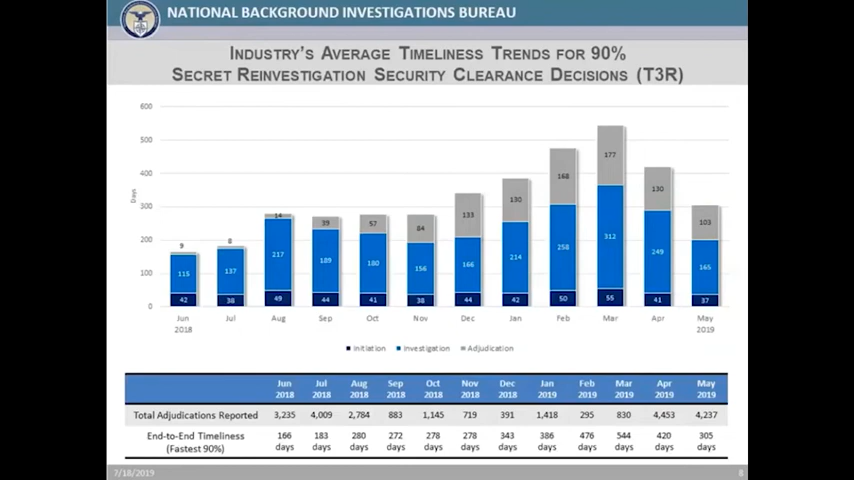 NATIONAL BACKGROUND INVESTIGATIONS BUREAU
INDUSTRY'S AVERAGE TIMELINESS TRENDS FOR 90%
SECRET REINVESTIGATION SECURITY CLEARANCE DECISIONS (T3R)
600
500
400
300
200
100
0
Days
9 8 14 39 57 84 133 130 168 177 130 103
115 137 217 189 180 156 166 214 258 312 249 165
42 38 49 44 41 38 44 42 50 55 41 37
Jun Jul Aug Sep Oct Nov Dec Jan Feb Mar Apr May
2018 2019
Initiation Investigation Adjudication
Jun Jul Aug Sep Oct Nov Dec Jan Feb Mar Apr May
2018 2018 2018 2018 2018 2018 2018 2019 2019 2019 2019 2019
Total Adjudications Reported 3,235 4,009 2,784 883 1,145 719 391 1,418 295 830 4,453 4,237
End-to-End Timeliness 166 183 280 272 278 278 343 386 476 544 420 305
(Fastest 90%) days days days days days days days days days days days days
7/18/2019 8